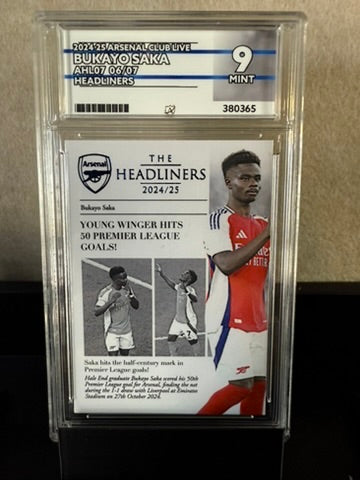 2024-25 ARSENAL CLUB LIVE
BUKAYO SAKA
AHL07 06/07
HEADLINERS
9
MINT
380365
Arsenal
THE
HEADLINERS
2024/25
Bukayo Saka
YOUNG WINGER HITS
50 PREMIER LEAGUE
GOALS!
Saka hits the half-century mark in
Premier League goals!
Hale End graduate Bukayo Saka scored his 50th
Premier League goal for Arsenal, finding the net
during the 1-1 draw with Liverpool at Emirates
Stadium on 27th October 2024.